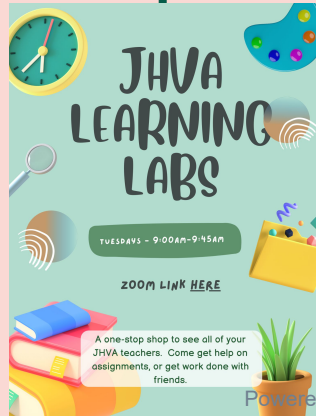 JHVA
LEARNING
LABS
TUESDAYS - 9:00AM-9:45AM
ZOOM LINK HERE
A one-stop shop to see all of your
JHVA teachers. Come get help on
assignments, or get work done with
friends.
Powere